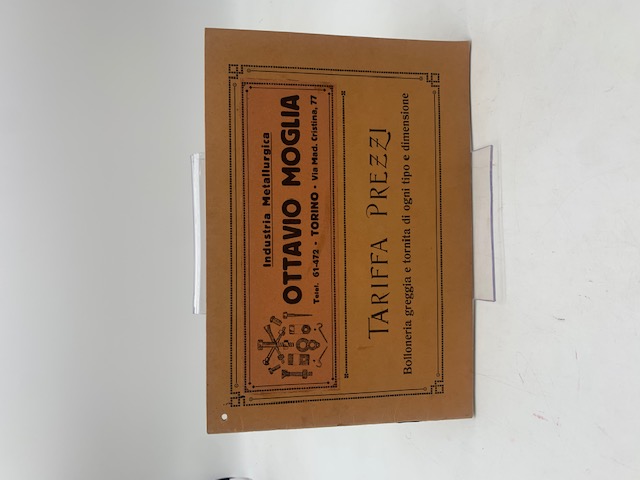 Industria Metallurgica
OTTAVIO MOGLIA
Telef. 61-472 - TORINO - Via Mad. Cristina, 77
TARIFFA PREZZI
Bolloneria greggia e tornita di ogni tipo e dimensione